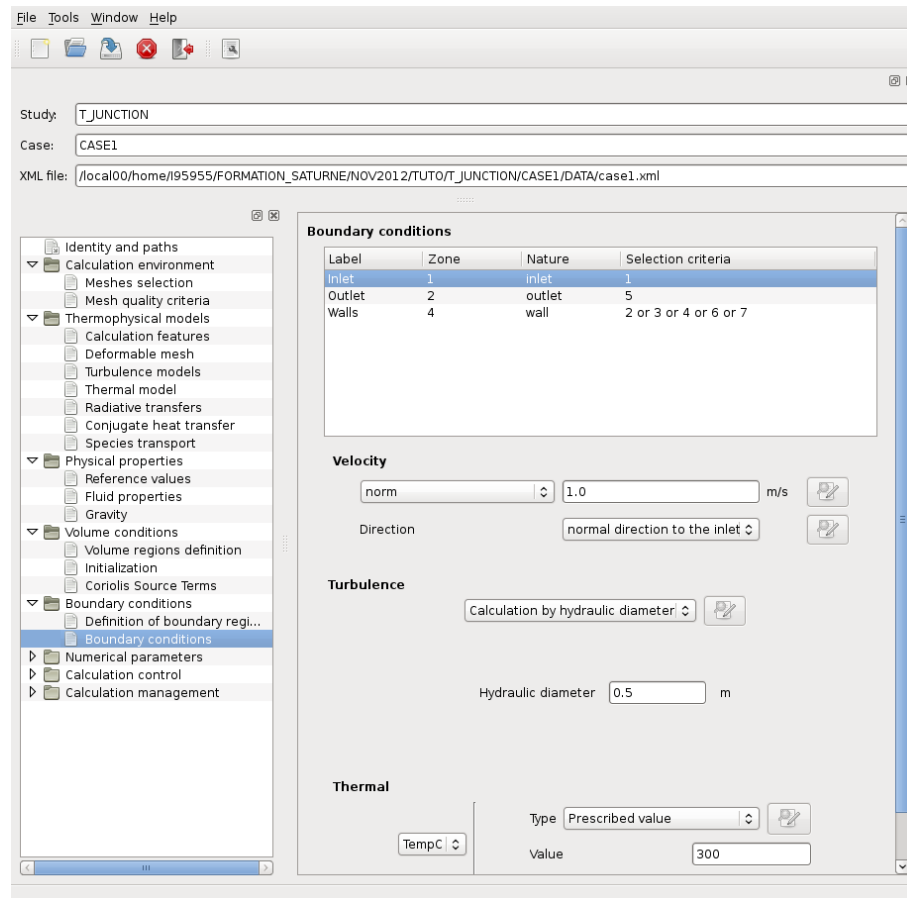 File Tools Window Help
Study: T_JUNCTION
Case: CASE1
XML file: /local00/home/I95955/FORMATION_SATURNE/NOV2012/TUTO/T_JUNCTION/CASE1/DATA/case1.xml
Identity and paths
Calculation environment
Meshes selection
Mesh quality criteria
Thermophysical models
Calculation features
Deformable mesh
Turbulence models
Thermal model
Radiative transfers
Conjugate heat transfer
Species transport
Physical properties
Reference values
Fluid properties
Gravity
Volume conditions
Volume regions definition
Initialization
Coriolis Source Terms
Boundary conditions
Definition of boundary regi...
Boundary conditions
Numerical parameters
Calculation control
Calculation management
Boundary conditions
Label Zone Nature Selection criteria
Inlet 1 inlet 1
Outlet 2 outlet 5
Walls 4 wall 2 or 3 or 4 or 6 or 7
Velocity
norm 1.0 m/s
Direction normal direction to the inlet
Turbulence
Calculation by hydraulic diameter
Hydraulic diameter 0.5 m
Thermal
Type Prescribed value
TempC
Value 300